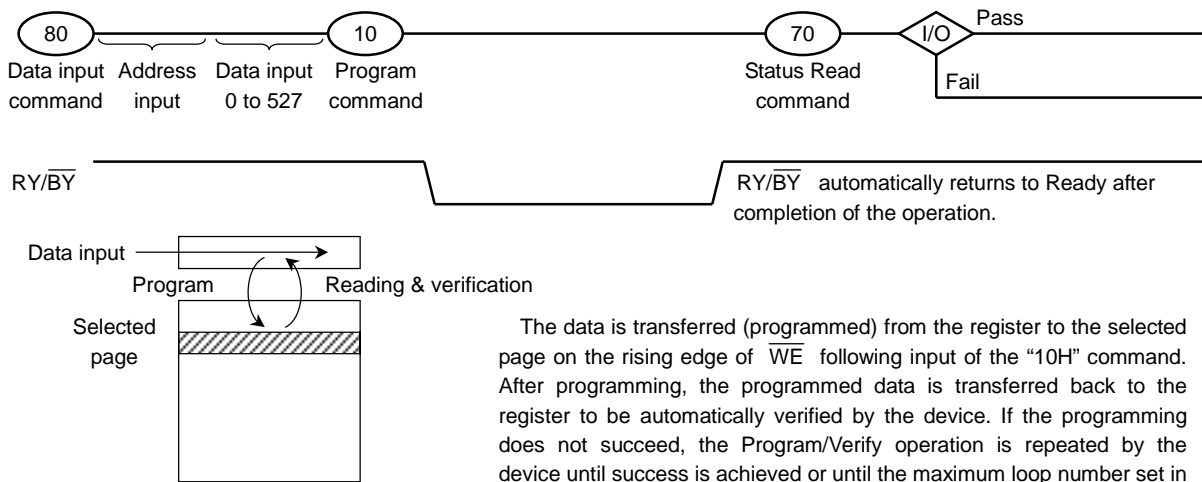 80 10 70 I/O Pass
Data input Address Data input Program Status Read
command input 0 to 527 command command Fail
RY/BY RY/BY automatically returns to Ready after
completion of the operation.
Data input
Program Reading & verification
Selected
page
The data is transferred (programmed) from the register to the selected
page on the rising edge of WE following input of the “10H” command.
After programming, the programmed data is transferred back to the
register to be automatically verified by the device. If the programming
does not succeed, the Program/Verify operation is repeated by the
device until success is achieved or until the maximum loop number set in